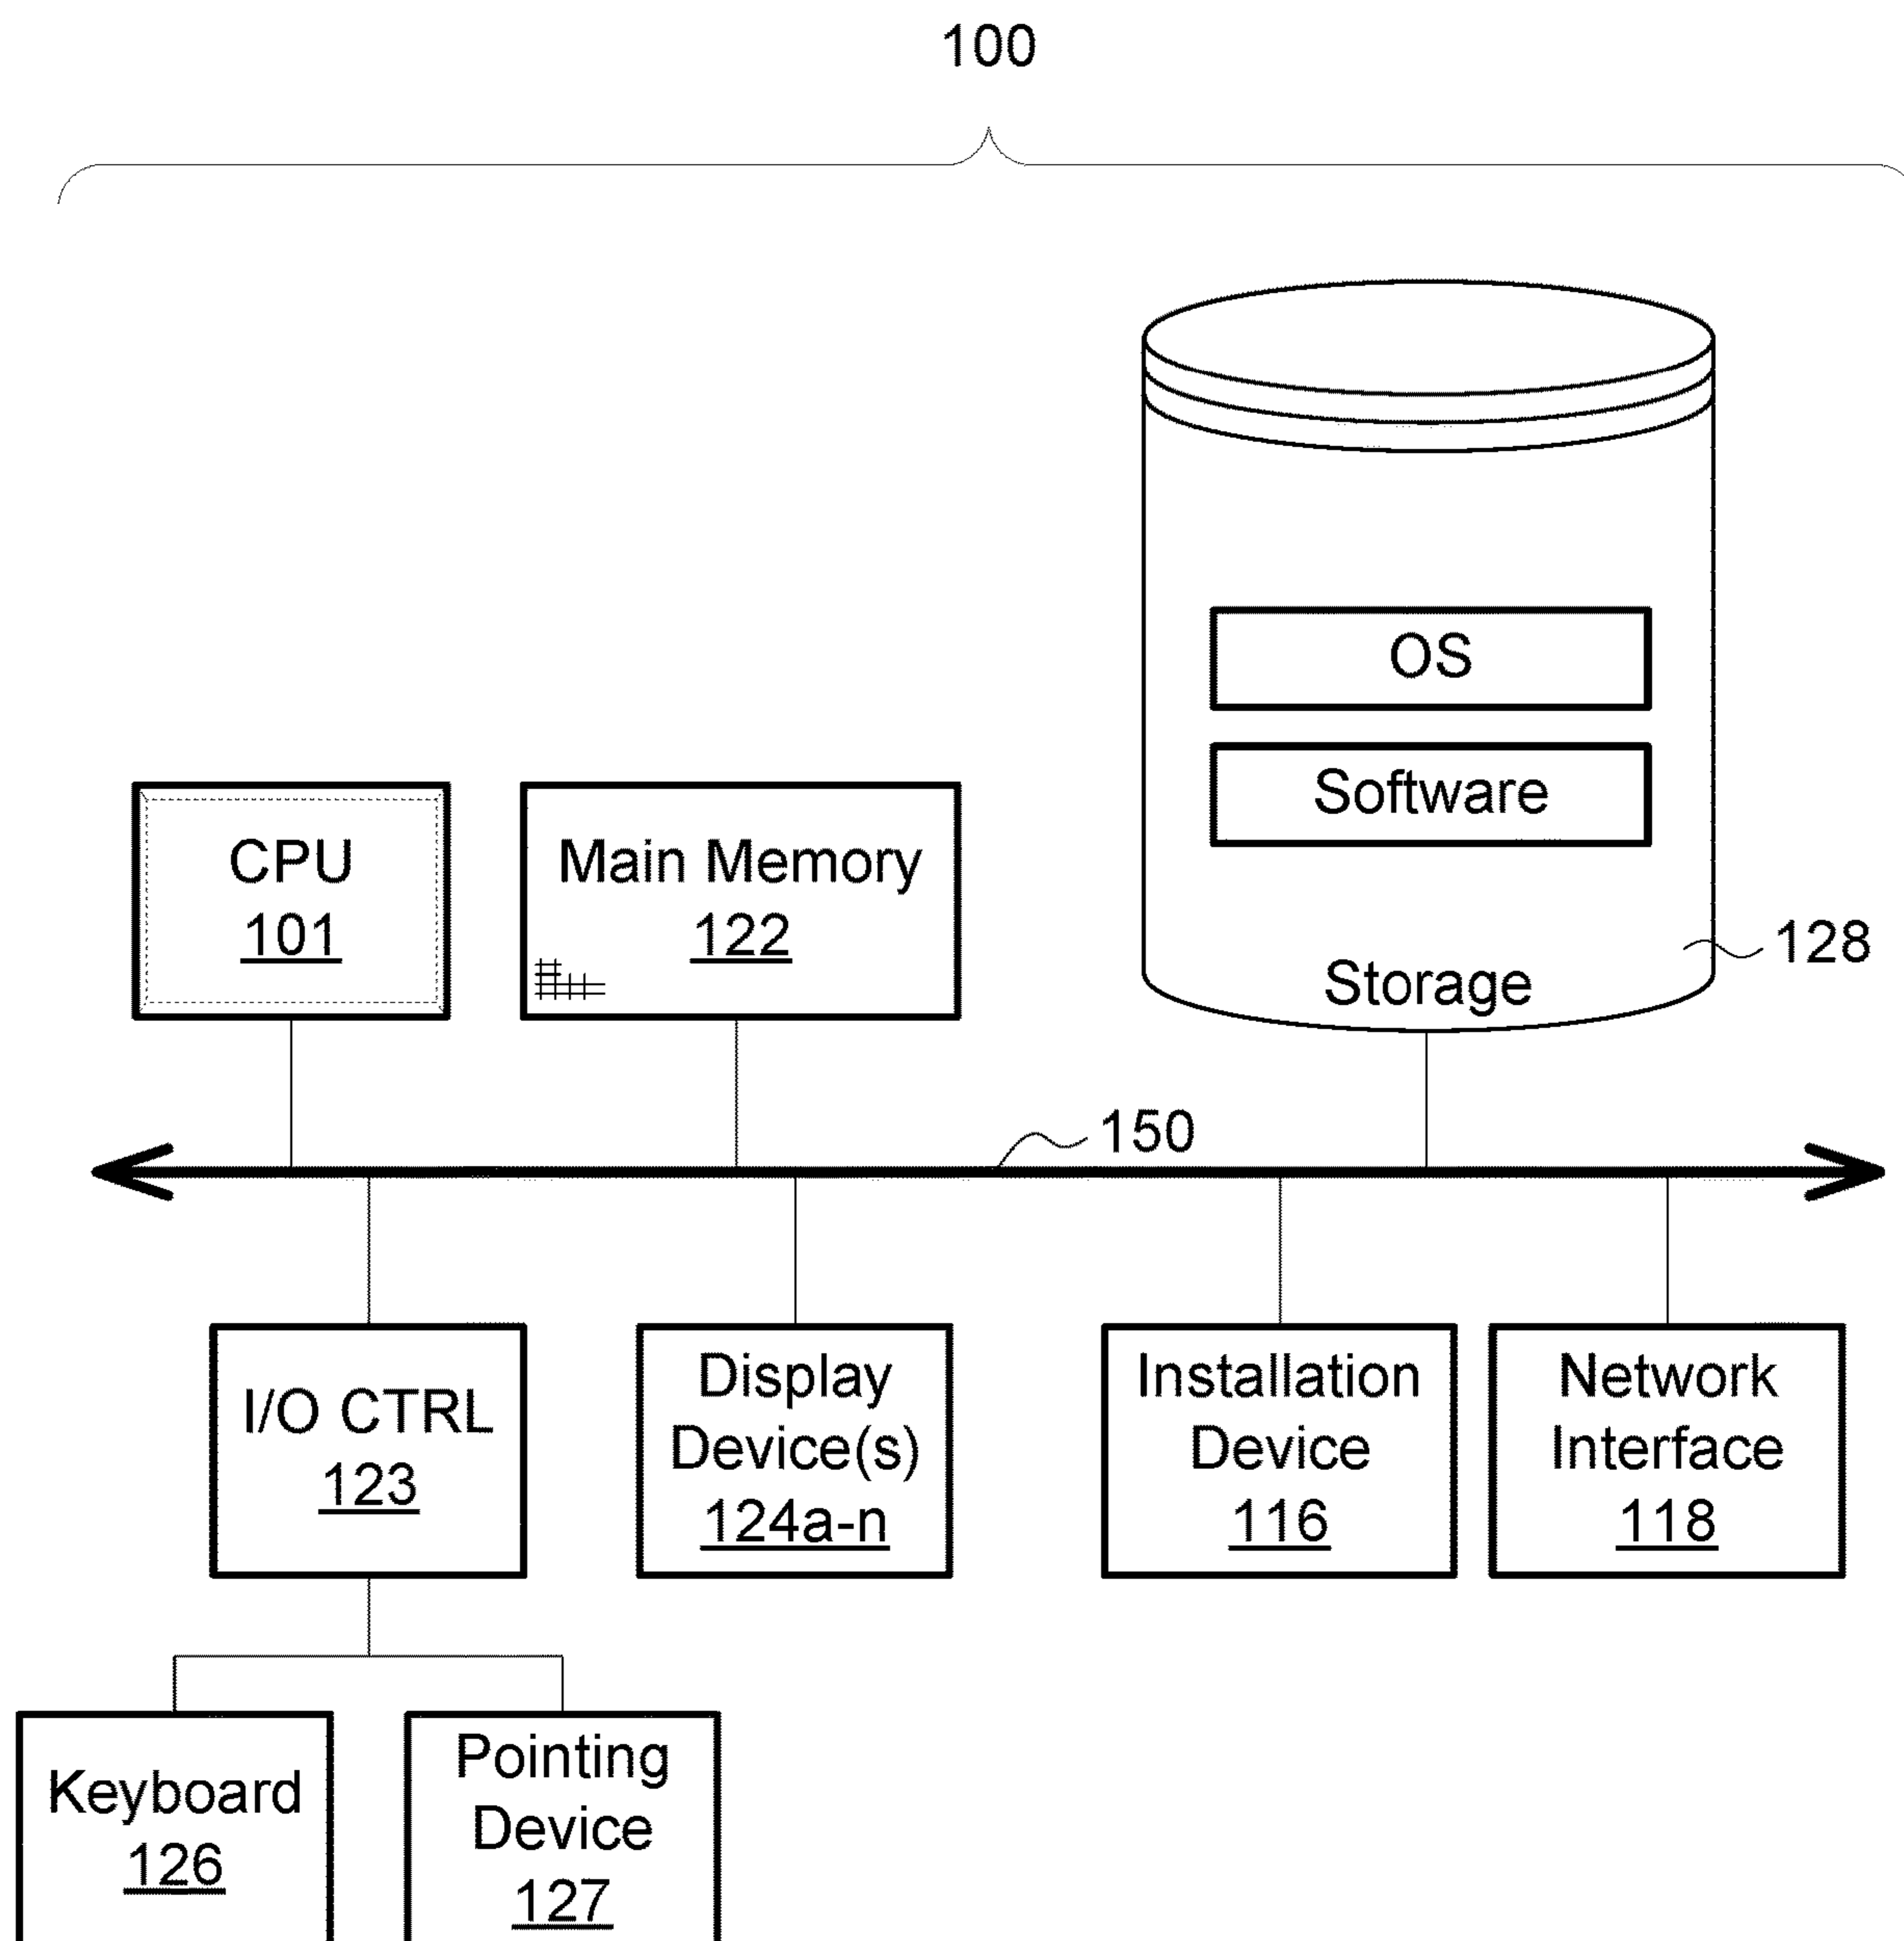 100
OS
Software
CPU
101
Main Memory
122
Storage
128
150
I/O CTRL
123
Display
Device(s)
124a-n
Installation
Device
116
Network
Interface
118
Keyboard
126
Pointing
Device
127